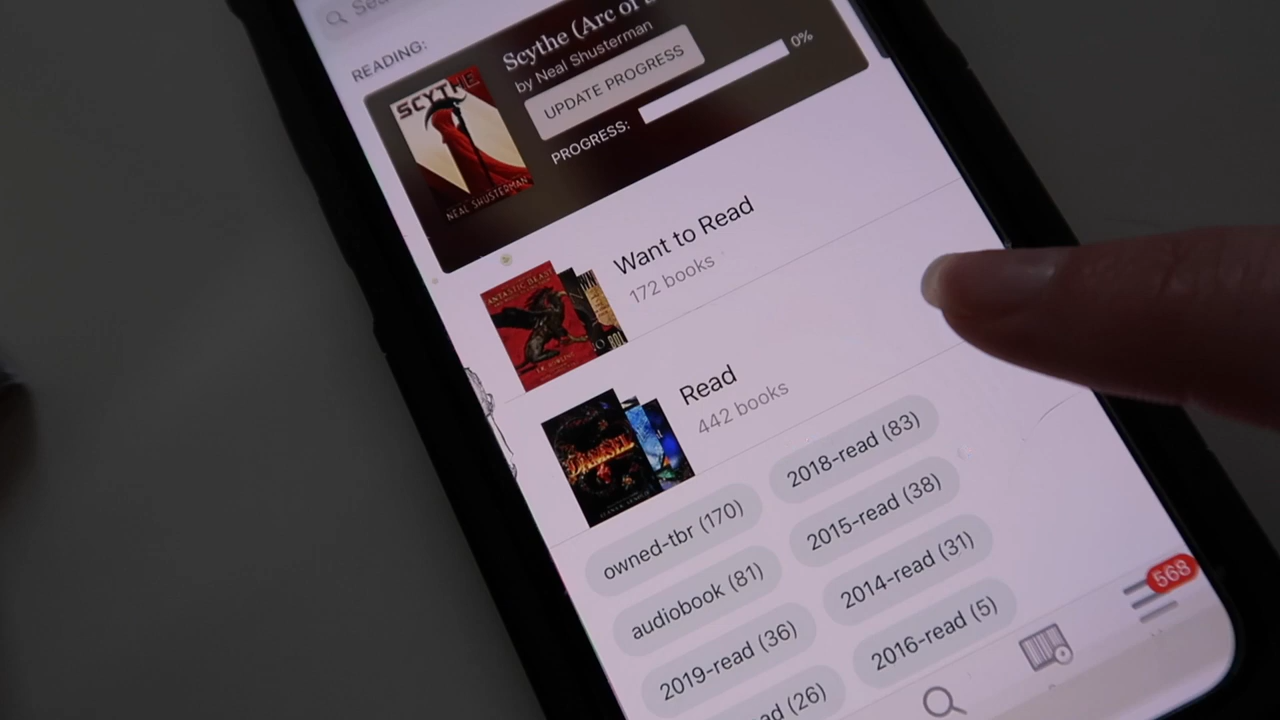 READING:
Scythe (Arc of
by Neal Shusterman
UPDATE PROGRESS
PROGRESS:
0%
SCYTHE
NEAL SHUSTERMAN
Want to Read
172 books
Read
442 books
DAMSEL
owned-tbr (170)
2018-read (83)
audiobook (81)
2015-read (38)
2019-read (36)
2014-read (31)
(26)
2016-read (5)
568